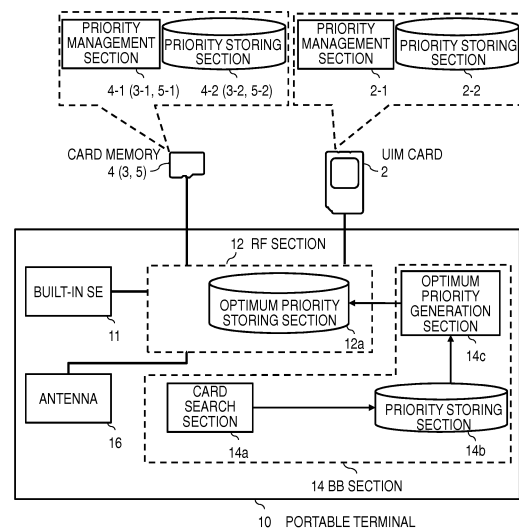 PRIORITY
MANAGEMENT
SECTION
4-1 (3-1, 5-1)
PRIORITY STORING
SECTION
4-2 (3-2, 5-2)
PRIORITY
MANAGEMENT
SECTION
2-1
PRIORITY STORING
SECTION
2-2
CARD MEMORY
4 (3, 5)
UIM CARD
2
12 RF SECTION
BUILT-IN SE
11
OPTIMUM PRIORITY
STORING SECTION
12a
OPTIMUM
PRIORITY
GENERATION
SECTION
14c
ANTENNA
16
CARD
SEARCH
SECTION
14a
PRIORITY STORING
SECTION
14b
14 BB SECTION
10 PORTABLE TERMINAL